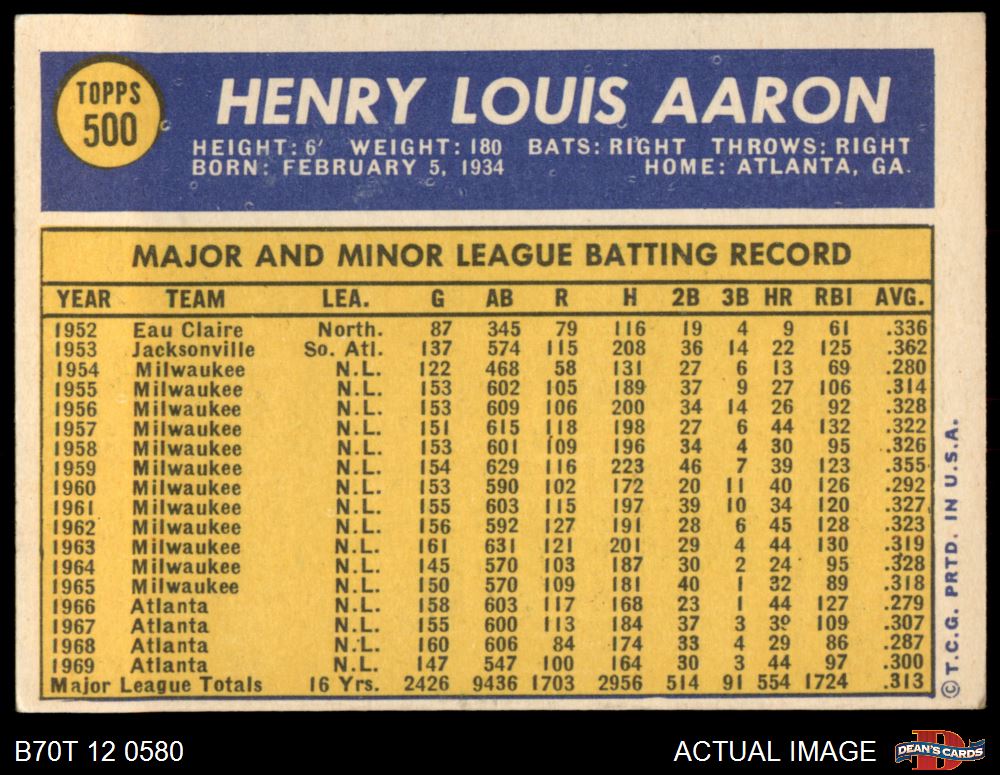 TOPPS
500
HENRY LOUIS AARON
HEIGHT: 6' WEIGHT: 180 BATS: RIGHT THROWS: RIGHT
BORN: FEBRUARY 5, 1934 HOME: ATLANTA, GA.
MAJOR AND MINOR LEAGUE BATTING RECORD
YEAR TEAM LEA. G AB R H 2B 3B HR RBI AVG.
1952 Eau Claire North. 87 345 79 116 19 4 9 61 .336
1953 Jacksonville So. Atl. 137 574 115 208 36 14 22 125 .362
1954 Milwaukee N.L. 122 468 58 131 27 6 13 69 .280
1955 Milwaukee N.L. 153 602 105 189 37 9 27 106 .314
1956 Milwaukee N.L. 153 609 106 200 34 14 26 92 .328
1957 Milwaukee N.L. 151 615 118 198 27 6 44 132 .322
1958 Milwaukee N.L. 153 601 109 196 34 4 30 95 .326
1959 Milwaukee N.L. 154 629 116 223 46 7 39 123 .355
1960 Milwaukee N.L. 153 590 102 172 20 11 40 126 .292
1961 Milwaukee N.L. 155 603 115 197 39 10 34 120 .327
1962 Milwaukee N.L. 156 592 127 191 28 6 45 128 .323
1963 Milwaukee N.L. 161 631 121 201 29 4 44 130 .319
1964 Milwaukee N.L. 145 570 103 187 30 2 24 95 .328
1965 Milwaukee N.L. 150 570 109 181 40 1 32 89 .318
1966 Atlanta N.L. 158 603 117 168 23 1 44 127 .279
1967 Atlanta N.L. 155 600 113 184 37 3 39 109 .307
1968 Atlanta N.L. 160 606 84 174 33 4 29 86 .287
1969 Atlanta N.L. 147 547 100 164 30 3 44 97 .300
Major League Totals 16 Yrs. 2426 9436 1703 2956 514 91 554 1724 .313
© T.C.G. PRTD. IN U.S.A.
B70T 12 0580
ACTUAL IMAGE
DEAN'S CARDS